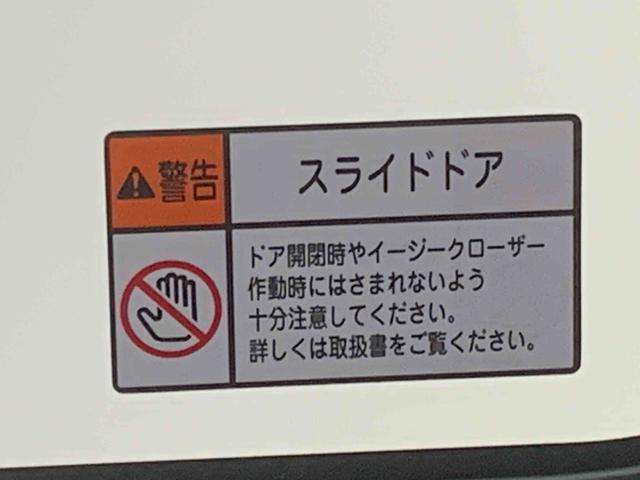 警告
スライドドア
ドア開閉時やイージークローザー
作動時にはさまれないよう
十分注意してください。
詳しくは取扱書をご覧ください。